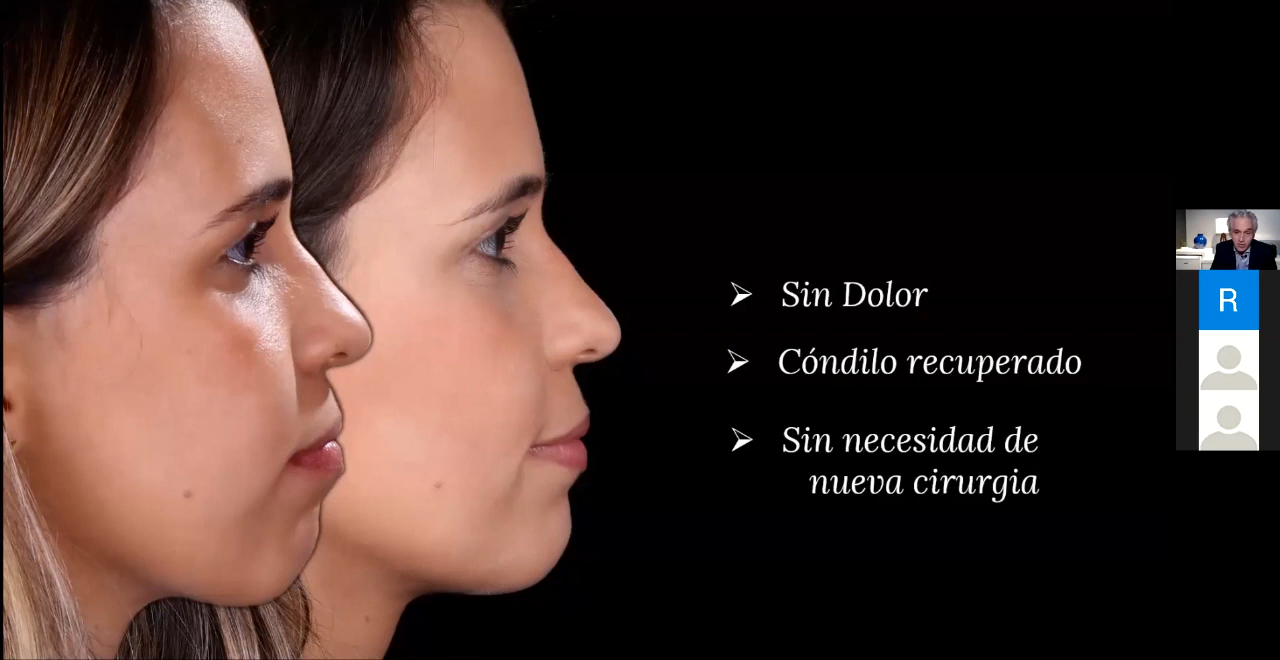 ➢ Sin Dolor
➢ Cóndilo recuperado
➢ Sin necesidad de
nueva cirurgia
R